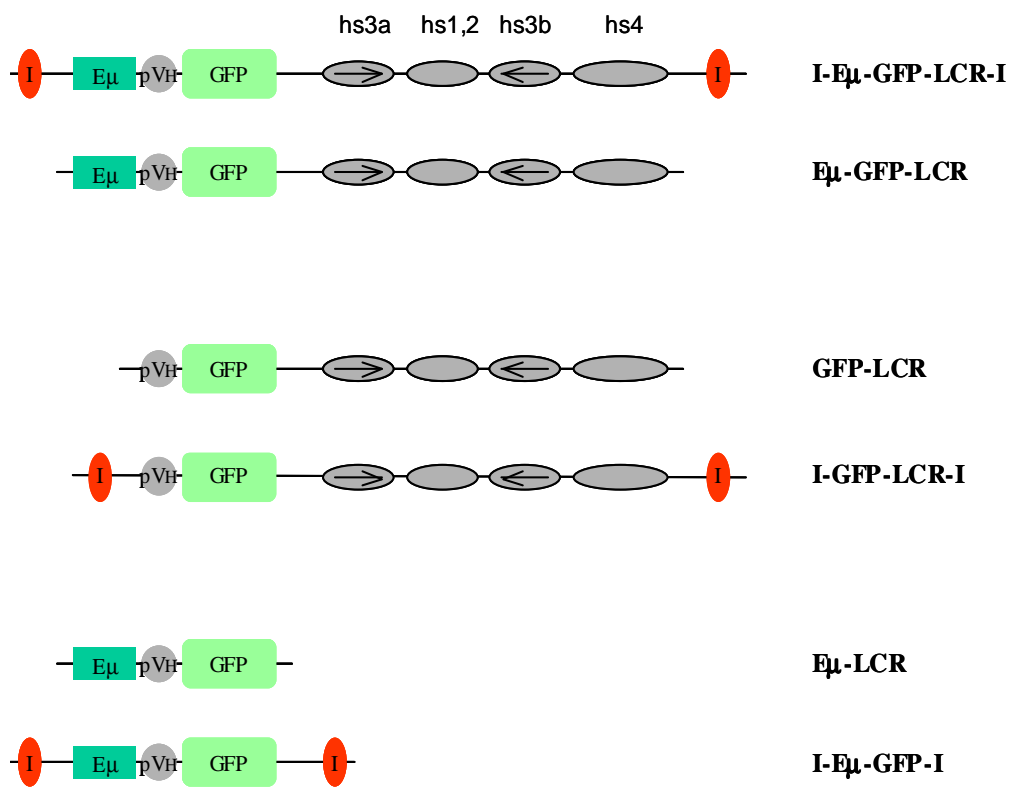 hs3a hs1,2 hs3b hs4
I Eμ pVH GFP I I-Eμ-GFP-LCR-I
Eμ pVH GFP Eμ-GFP-LCR
pVH GFP GFP-LCR
I pVH GFP I I-GFP-LCR-I
Eμ pVH GFP Eμ-LCR
I Eμ pVH GFP I I-Eμ-GFP-I